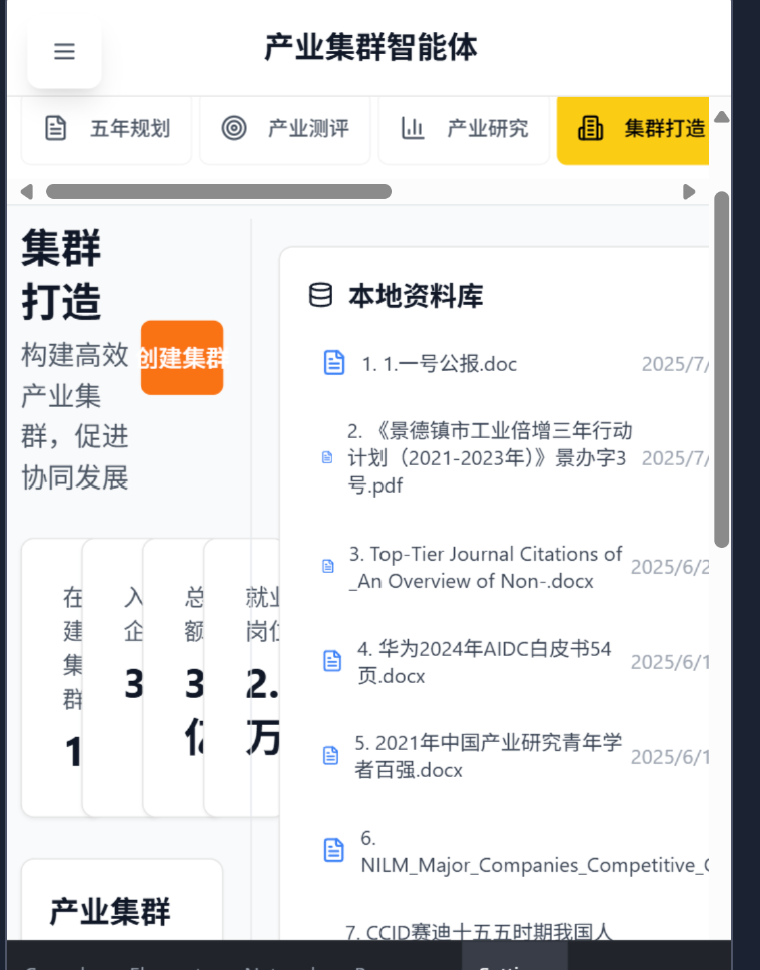 产业集群智能体
五年规划
产业测评
产业研究
集群打造
集群
打造
构建高效
产业集
群，促进
协同发展
创建集群
在
建
集
群
1
入
企
3
总
额
3
亿
就业
岗位
2.
万
产业集群
本地资料库
1. 1.一号公报.doc
2025/7/
2. 《景德镇市工业倍增三年行动
计划（2021-2023年）》景办字3
号.pdf
2025/7/
3. Top-Tier Journal Citations of
_An Overview of Non-.docx
2025/6/2
4. 华为2024年AIDC白皮书54
页.docx
2025/6/1
5. 2021年中国产业研究青年学
者百强.docx
2025/6/1
6.
NILM_Major_Companies_Competitive_
7. CCID赛迪十五五时期我国人